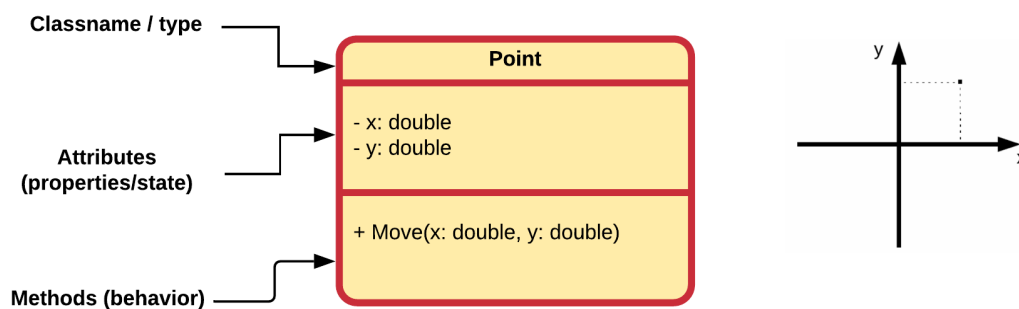 Classname / type
Point
- x: double
- y: double
Attributes
(properties/state)
+ Move(x: double, y: double)
Methods (behavior)
y
x